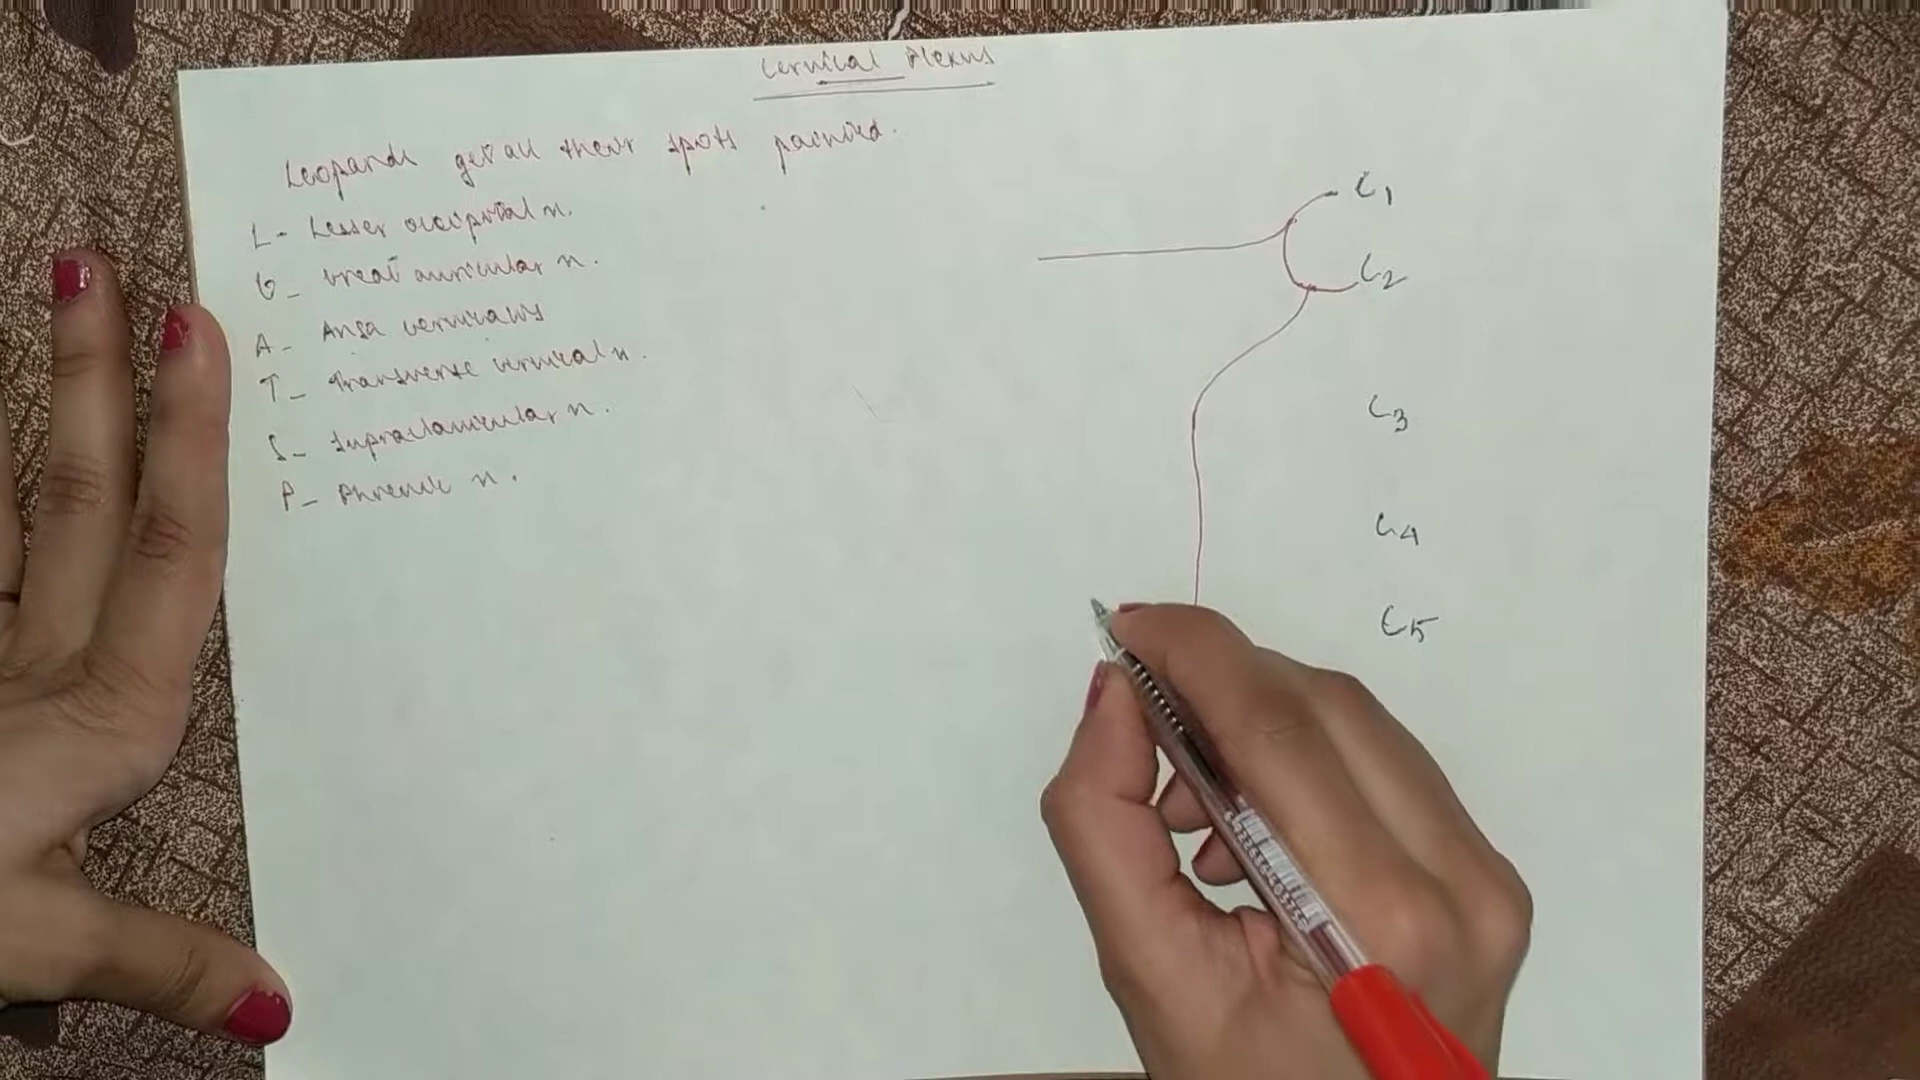 Cervical Plexus
Leopards get all their spots painted.
L- Lesser occipital n.
G- Great auricular n.
A- Ansa cervicalis
T- Transverse cervical n.
S- Supraclavicular n.
P- Phrenic n.
C1
C2
C3
C4
C5